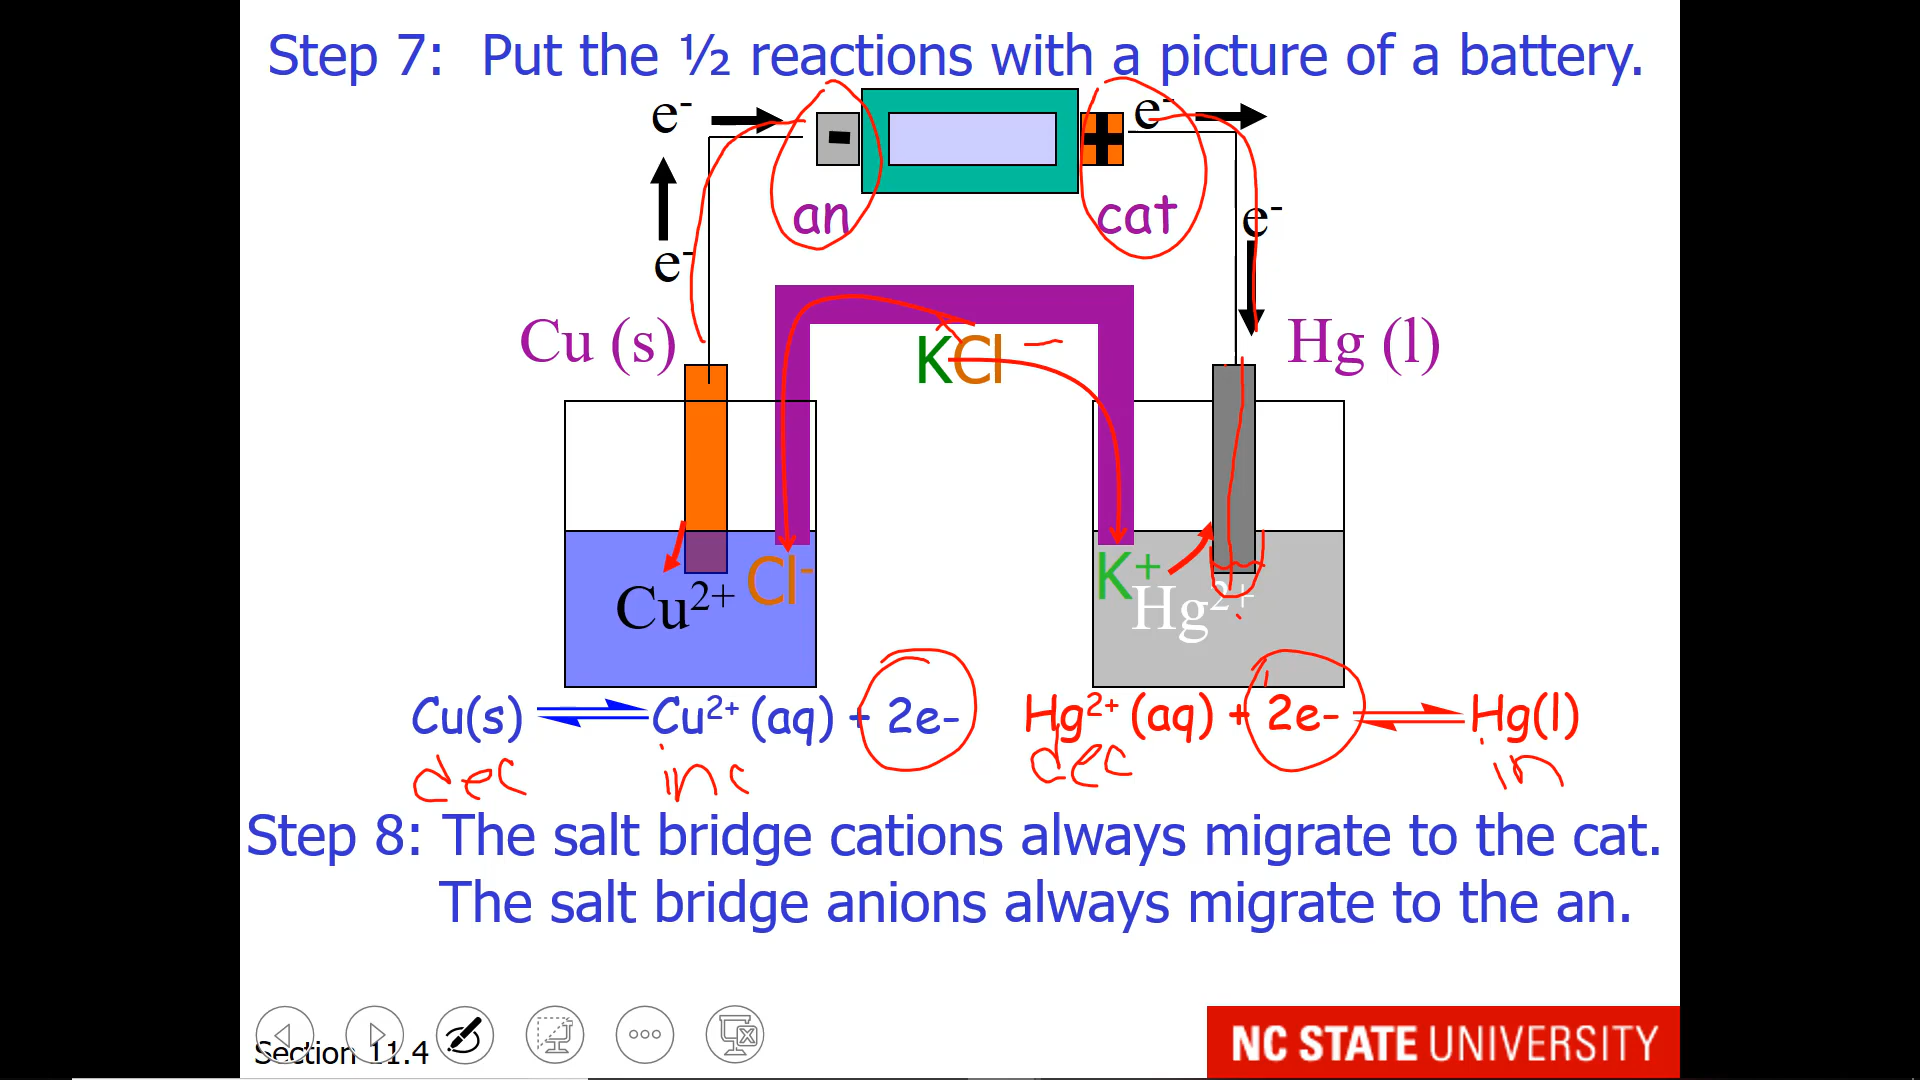 Step 7: Put the ½ reactions with a picture of a battery.
e⁻ - + e⁻
an cat
e⁻ e⁻
Cu (s) KCl Hg (l)
Cu²⁺ Cl⁻ K⁺ Hg²⁺
Cu(s) ⇌ Cu²⁺ (aq) + 2e- Hg²⁺ (aq) + 2e- ⇌ Hg(l)
dec inc dec in
Step 8: The salt bridge cations always migrate to the cat.
The salt bridge anions always migrate to the an.
Section 11.4
NC STATE UNIVERSITY